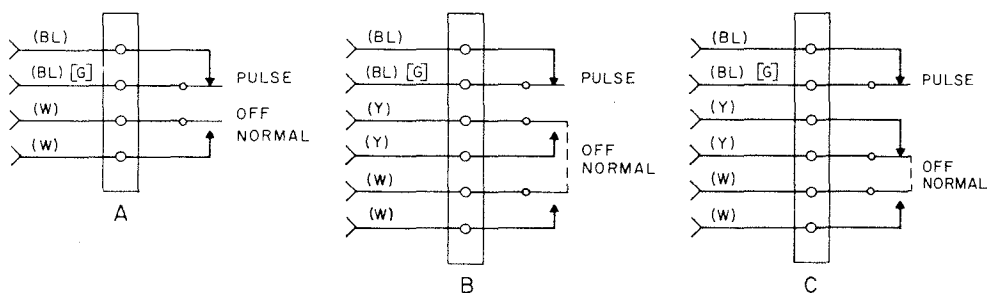 (BL)
(BL) [G]
PULSE
(W)
OFF
NORMAL
(W)
A
(BL)
(BL) [G]
PULSE
(Y)
(Y)
OFF
NORMAL
(W)
(W)
B
(BL)
(BL) [G]
PULSE
(Y)
(Y)
OFF
NORMAL
(W)
(W)
C